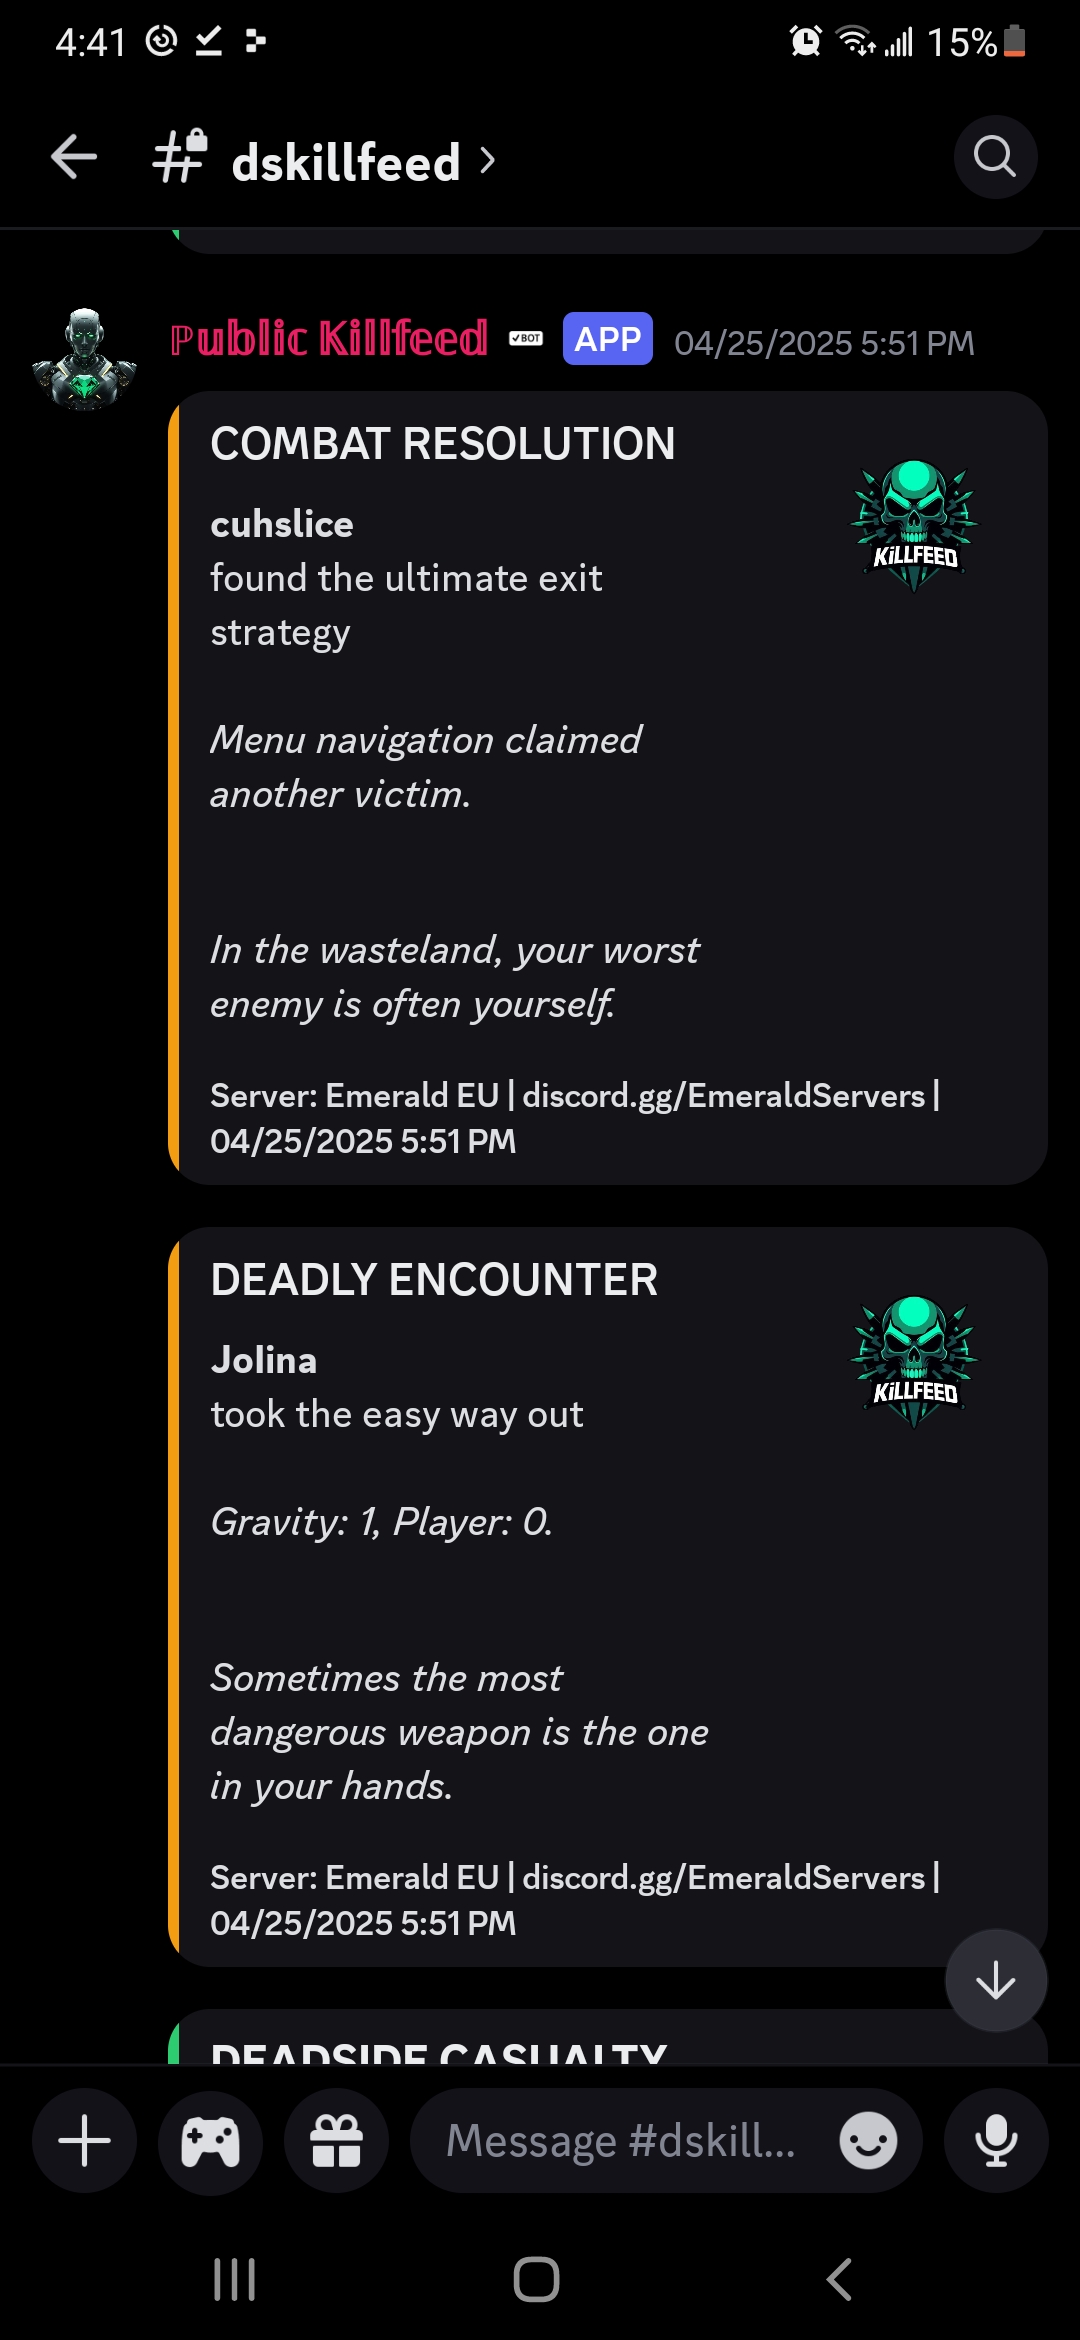 4:41
15%
dskillfeed
Public Killfeed BOT APP 04/25/2025 5:51 PM
COMBAT RESOLUTION
cuhslice
found the ultimate exit
strategy
KiLLFEED
Menu navigation claimed
another victim.
In the wasteland, your worst
enemy is often yourself.
Server: Emerald EU | discord.gg/EmeraldServers |
04/25/2025 5:51 PM
DEADLY ENCOUNTER
Jolina
took the easy way out
KiLLFEED
Gravity: 1, Player: 0.
Sometimes the most
dangerous weapon is the one
in your hands.
Server: Emerald EU | discord.gg/EmeraldServers |
04/25/2025 5:51 PM
DEADSIDE CASUALTY
Message #dskill...